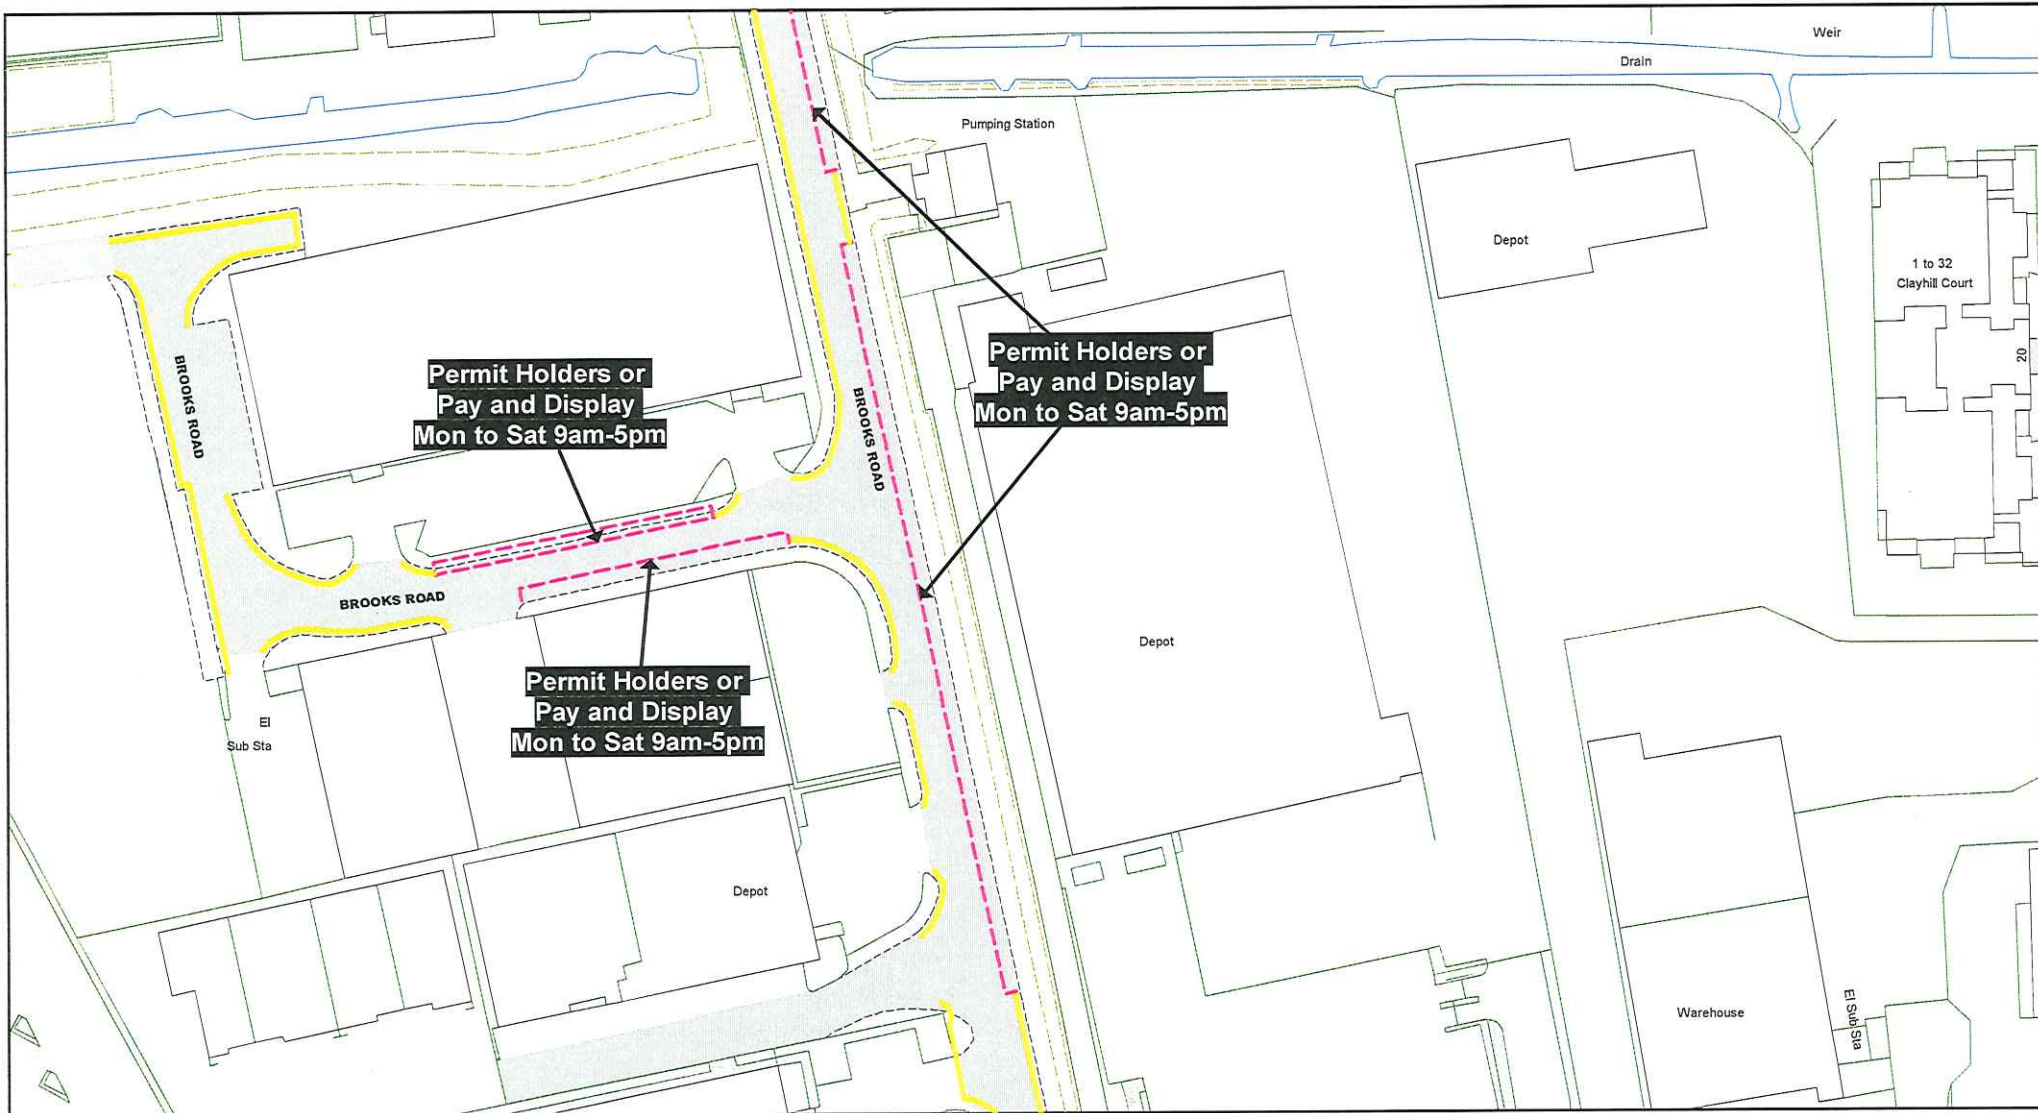 Weir
Drain
Pumping Station
Depot
1 to 32
Clayhill Court
20
BROOKS ROAD
Permit Holders or
Pay and Display
Mon to Sat 9am-5pm
Permit Holders or
Pay and Display
Mon to Sat 9am-5pm
BROOKS ROAD
BROOKS ROAD
Depot
Permit Holders or
Pay and Display
Mon to Sat 9am-5pm
El
Sub Sta
Depot
Warehouse
El Sub Sta